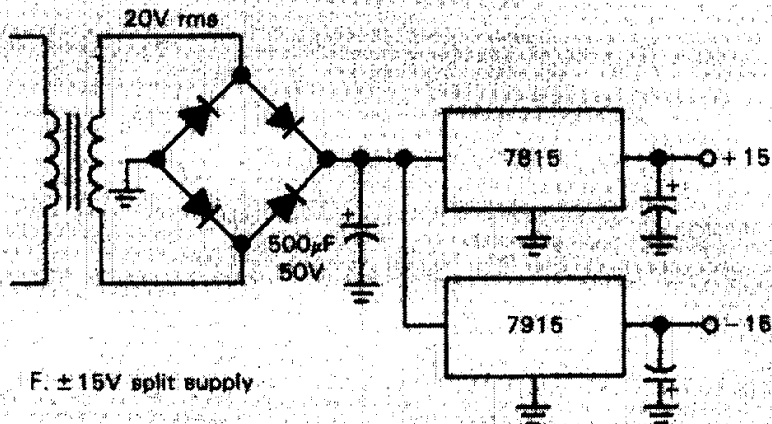 20V rms
7815
+ 15
+
+
500µF
50V
7915
- 15
+
F. ± 15V split supply